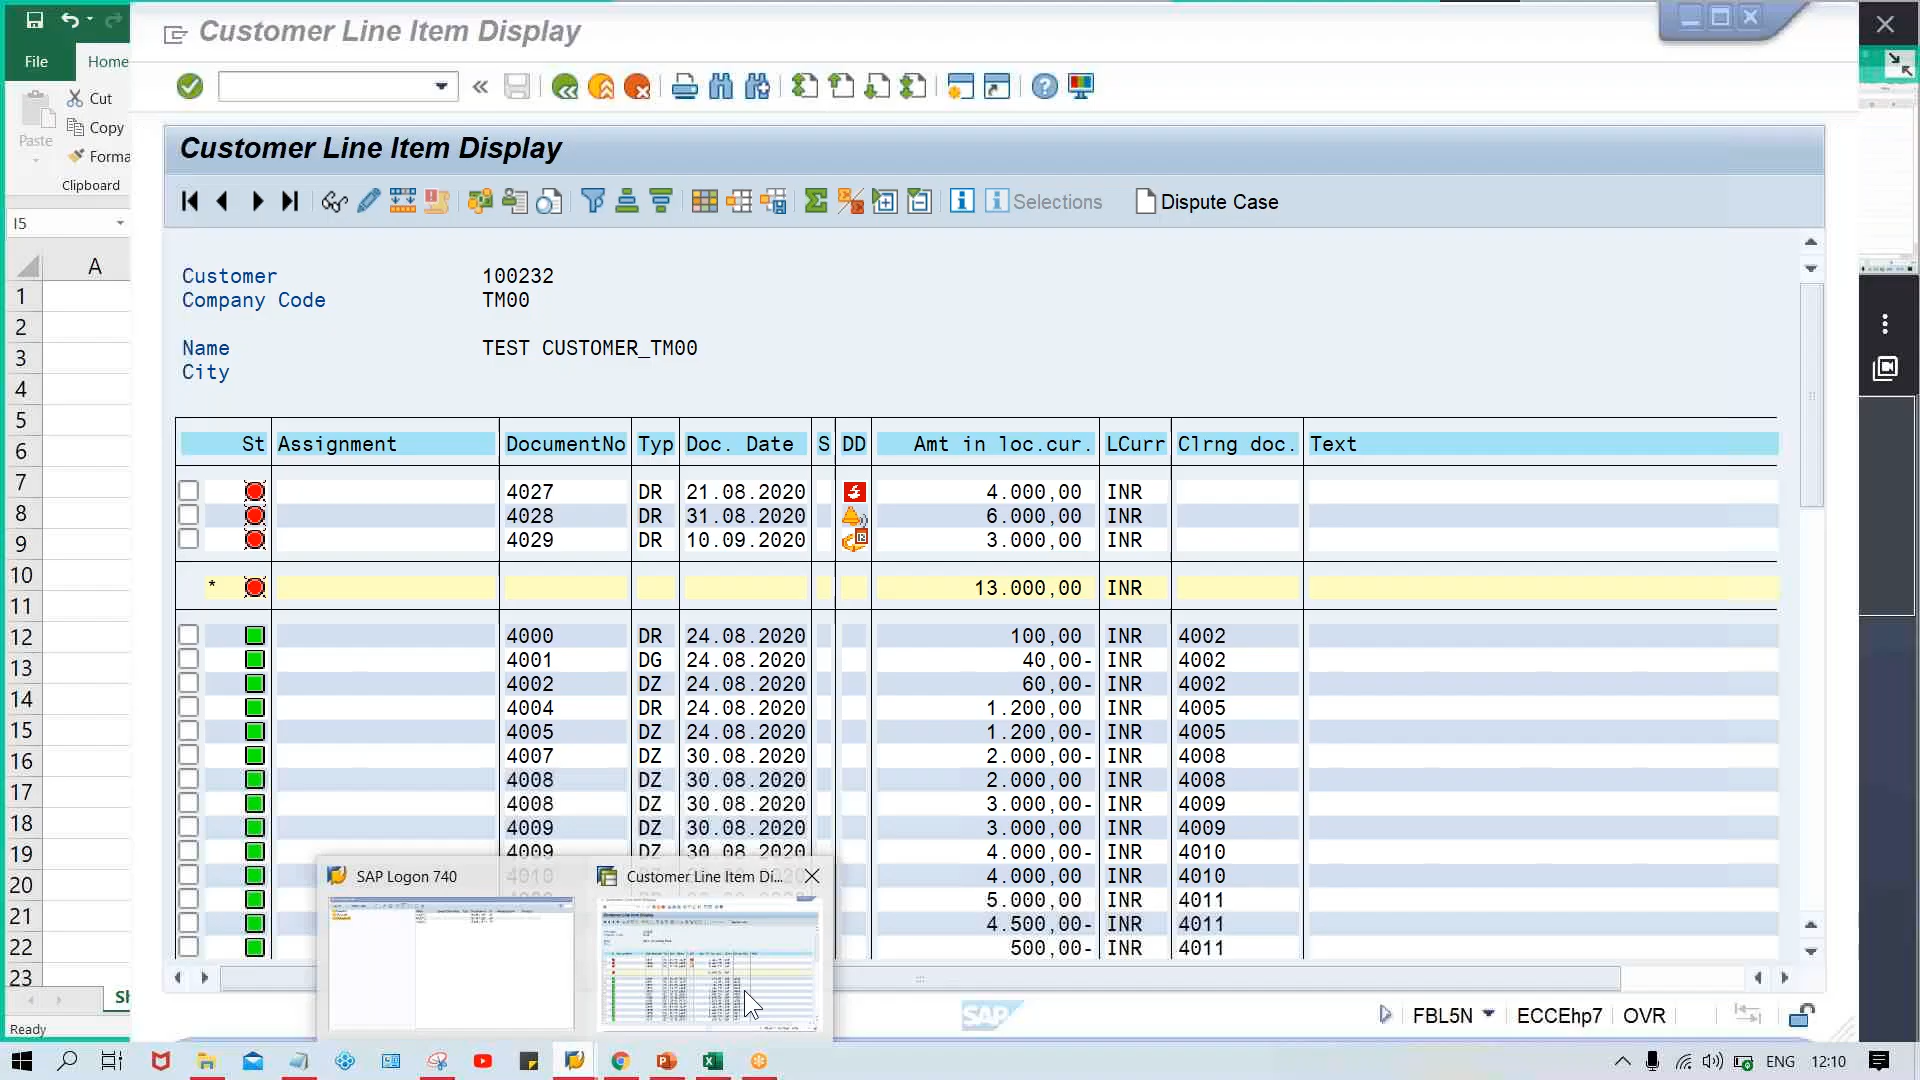 Customer Line Item Display
File Home
Cut
Copy
Forma
Paste
Clipboard
I5
A
Customer Line Item Display
Selections Dispute Case
Customer 100232
Company Code TM00
Name TEST CUSTOMER_TM00
City
St Assignment DocumentNo Typ Doc. Date S DD Amt in loc.cur. LCurr Clrng doc. Text
4027 DR 21.08.2020 4.000,00 INR
4028 DR 31.08.2020 6.000,00 INR
4029 DR 10.09.2020 3.000,00 INR
* 13.000,00 INR
4000 DR 24.08.2020 100,00 INR 4002
4001 DG 24.08.2020 40,00- INR 4002
4002 DZ 24.08.2020 60,00- INR 4002
4004 DR 24.08.2020 1.200,00 INR 4005
4005 DZ 24.08.2020 1.200,00- INR 4005
4007 DZ 30.08.2020 2.000,00- INR 4008
4008 DZ 30.08.2020 2.000,00 INR 4008
4008 DZ 30.08.2020 3.000,00- INR 4009
4009 DZ 30.08.2020 3.000,00 INR 4009
4009 DZ 30.08.2020 4.000,00- INR 4010
4.000,00 INR 4010
5.000,00 INR 4011
4.500,00- INR 4011
500,00- INR 4011
1
2
3
4
5
6
7
8
9
10
11
12
13
14
15
16
17
18
19
20
21
22
23
SAP Logon 740
Customer Line Item Di...
Sh
Ready
SAP
FBL5N ECCEhp7 OVR
ENG 12:10